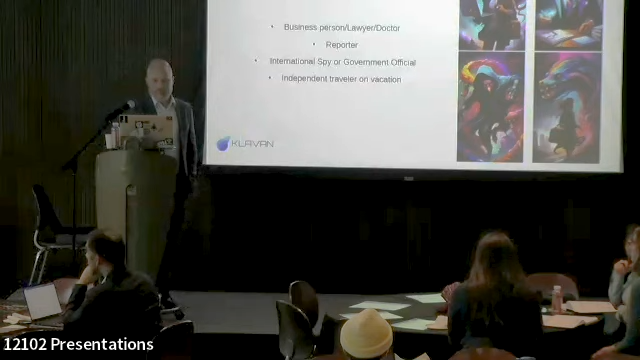 • Business person/Lawyer/Doctor
• Reporter
• International Spy or Government Official
• Independent traveler on vacation
KLAVAN
12102 Presentations